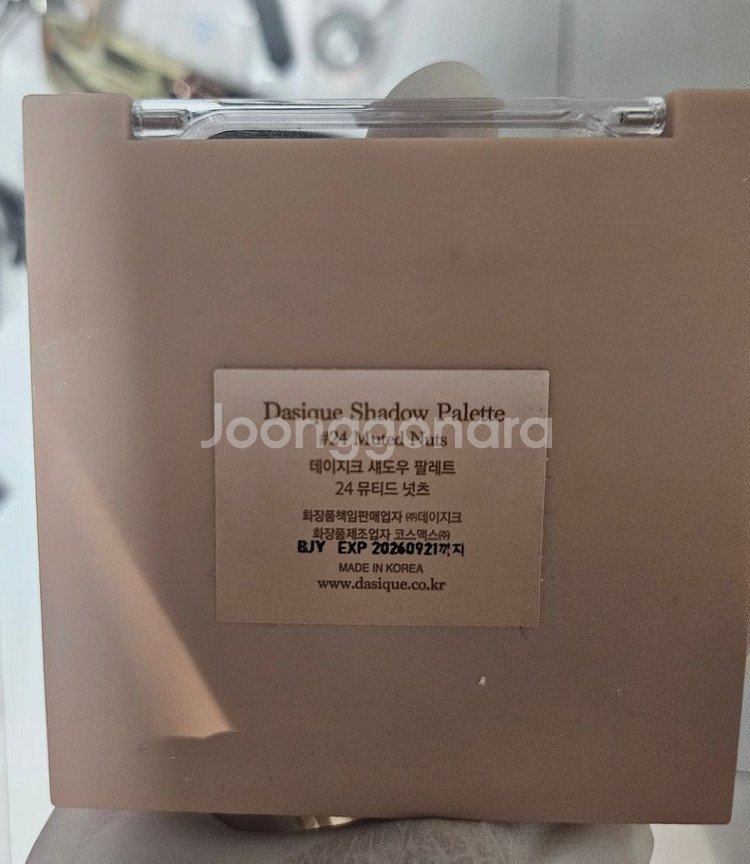 Dasique Shadow Palette
#24 Muted Nuts
데이지크 섀도우 팔레트
24 뮤티드 넛츠
화장품책임판매업자 ㈜데이지크
화장품제조업자 코스맥스㈜
BJY EXP 20260921까지
MADE IN KOREA
www.dasique.co.kr
Joonggonara